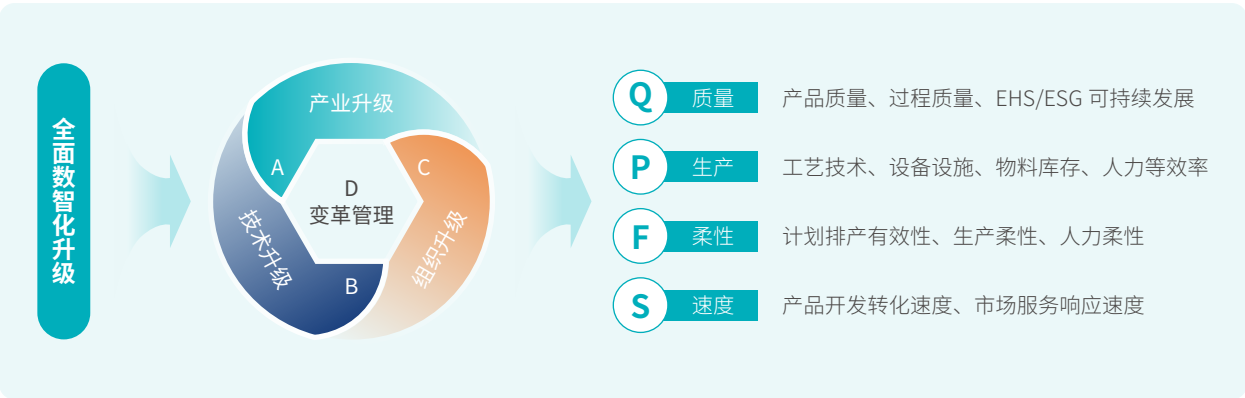 全面数智化升级
产业升级
A
C
D
变革管理
技术升级
组织升级
B
Q 质量 产品质量、过程质量、EHS/ESG 可持续发展
P 生产 工艺技术、设备设施、物料库存、人力等效率
F 柔性 计划排产有效性、生产柔性、人力柔性
S 速度 产品开发转化速度、市场服务响应速度